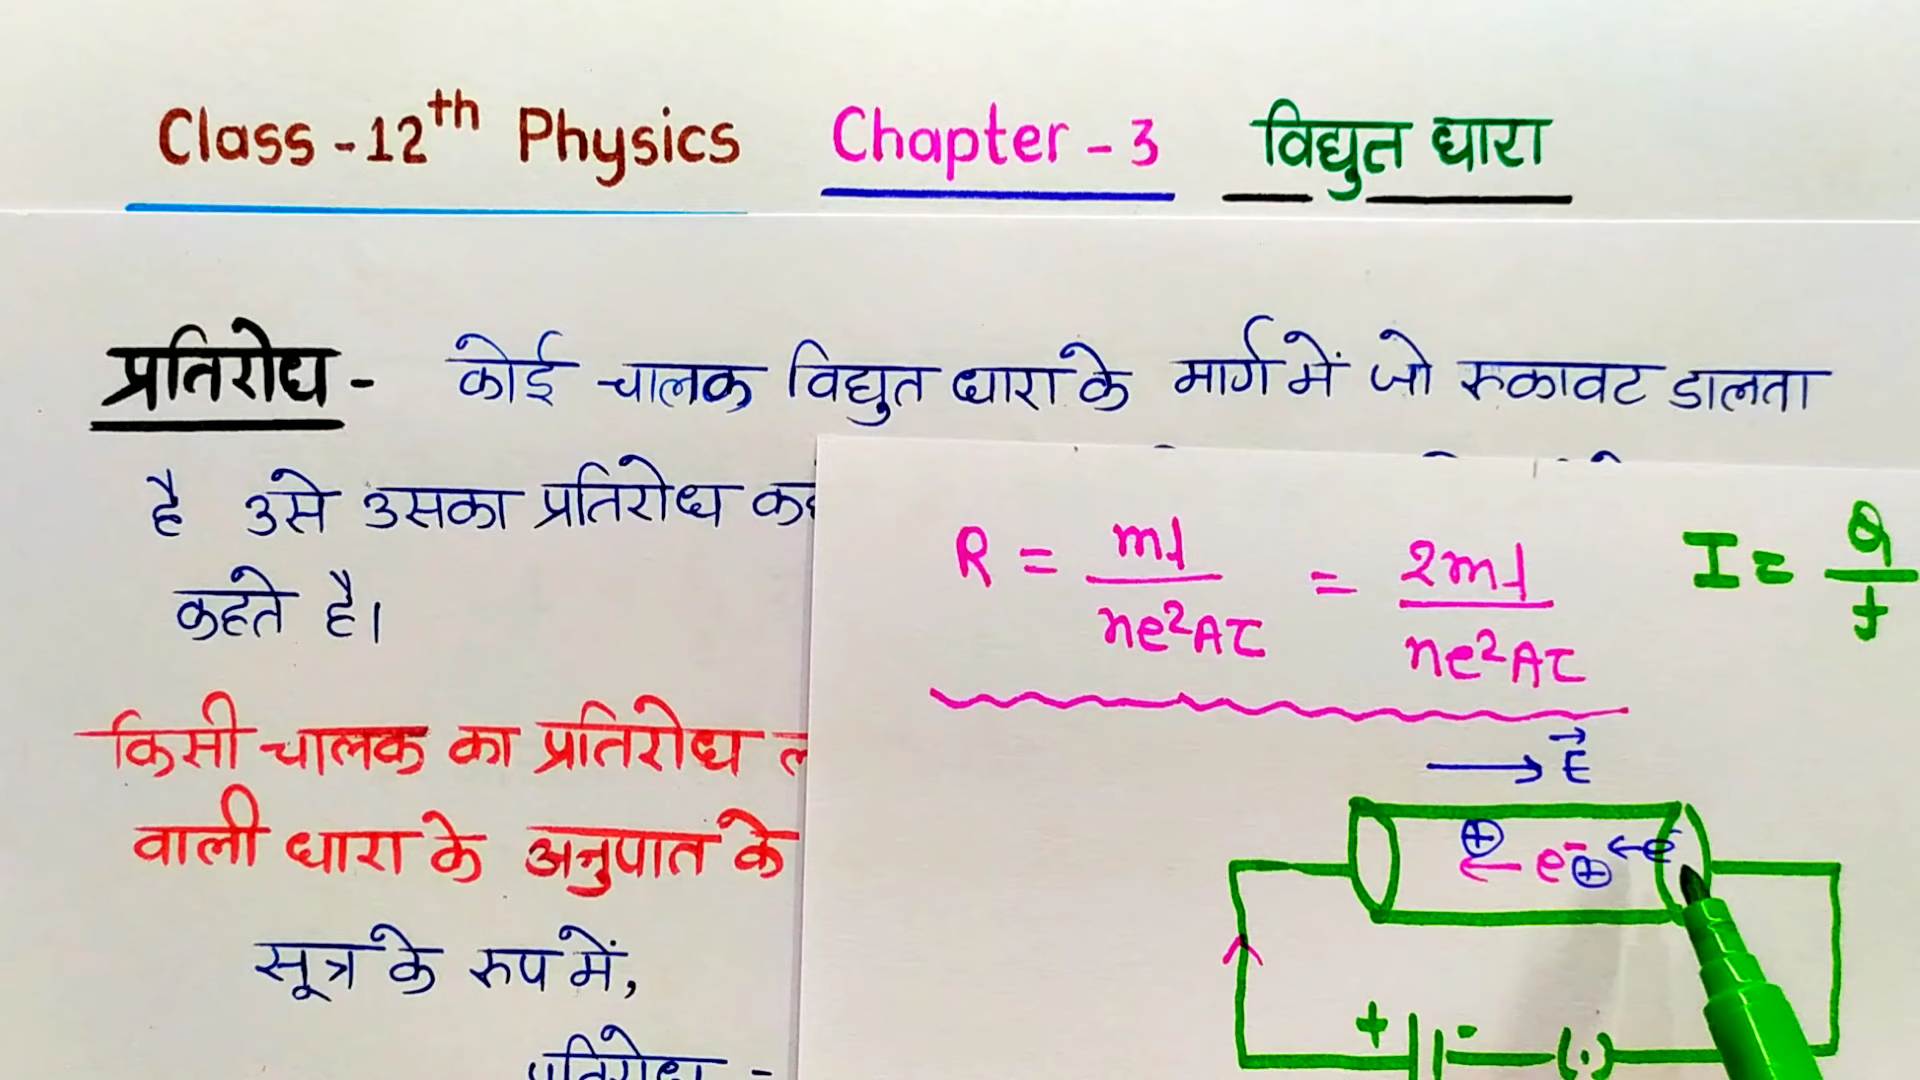 Class-12th Physics Chapter-3 विद्युत धारा
प्रतिरोध - कोई चालक विद्युत धारा के मार्ग में जो रुकावट डालता
है उसे उसका प्रतिरोध
कहते है।
किसी चालक का प्रतिरोध
वाली धारा के अनुपात के
सूत्र के रुप में,
प्रतिरोध =
R = ml/ne²Aτ = 2ml/ne²Aτ
I = Q/t
→ E⃗
⊕ e⁻ e⁻ ⊕ ← e⁻
+ - (·)